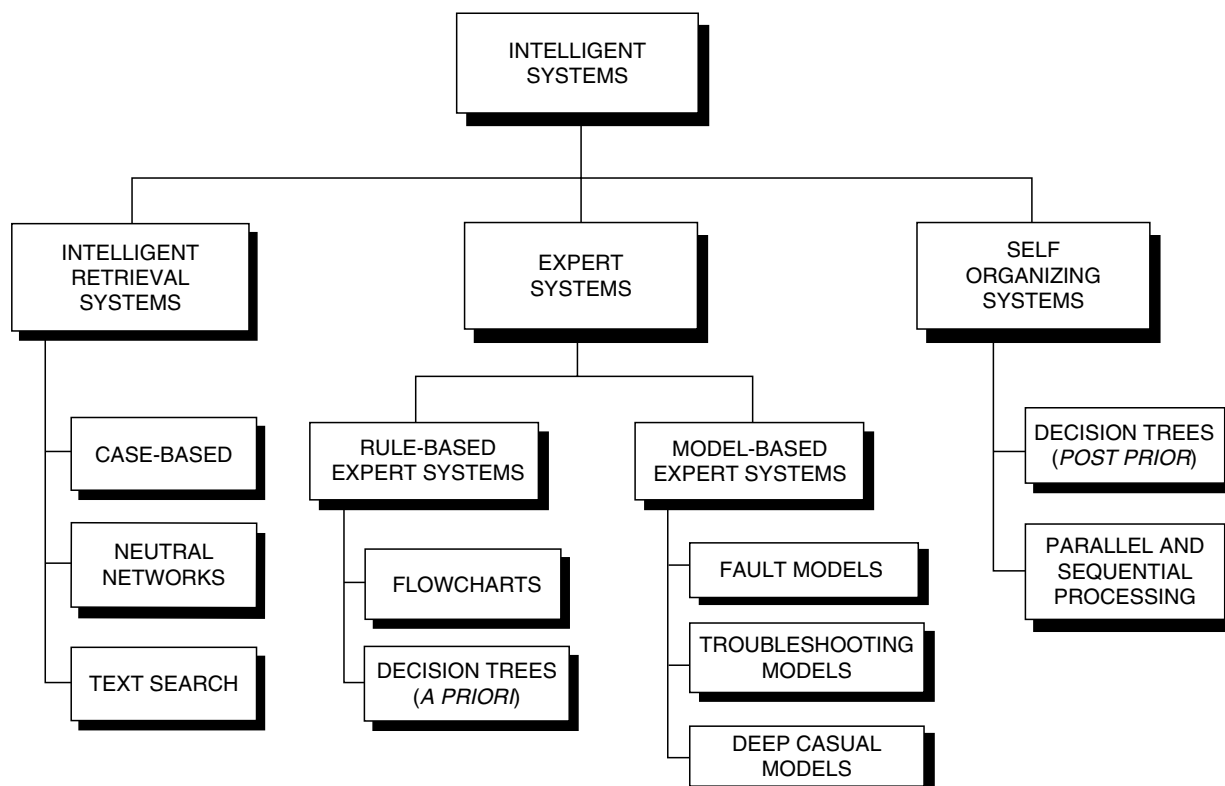 INTELLIGENT
SYSTEMS
INTELLIGENT
RETRIEVAL
SYSTEMS
EXPERT
SYSTEMS
SELF
ORGANIZING
SYSTEMS
CASE-BASED
NEUTRAL
NETWORKS
TEXT SEARCH
RULE-BASED
EXPERT SYSTEMS
FLOWCHARTS
DECISION TREES
(A PRIORI)
MODEL-BASED
EXPERT SYSTEMS
FAULT MODELS
TROUBLESHOOTING
MODELS
DEEP CASUAL
MODELS
DECISION TREES
(POST PRIOR)
PARALLEL AND
SEQUENTIAL
PROCESSING